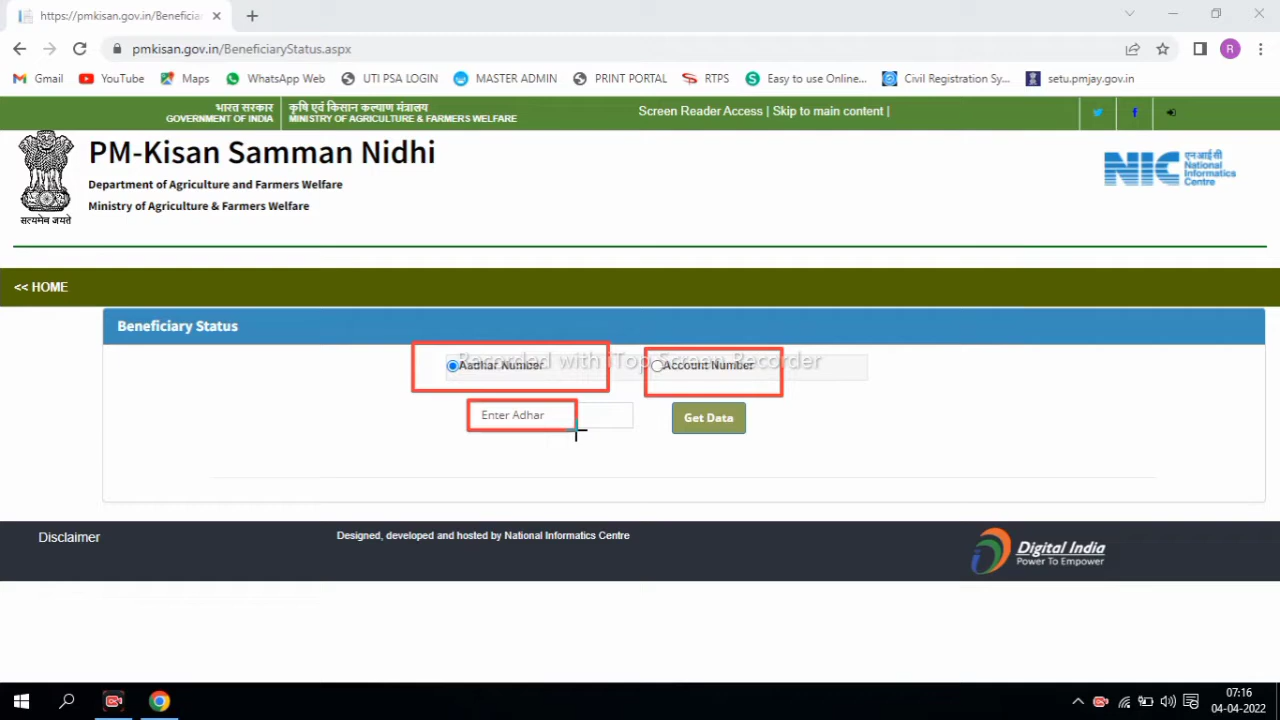 https://pmkisan.gov.in/Beneficia
pmkisan.gov.in/BeneficiaryStatus.aspx
R
Gmail YouTube Maps WhatsApp Web UTI PSA LOGIN MASTER ADMIN PRINT PORTAL RTPS Easy to use Online... Civil Registration Sy... setu.pmjay.gov.in
भारत सरकार कृषि एवं किसान कल्याण मंत्रालय
GOVERNMENT OF INDIA MINISTRY OF AGRICULTURE & FARMERS WELFARE
Screen Reader Access | Skip to main content |
PM-Kisan Samman Nidhi
Department of Agriculture and Farmers Welfare
Ministry of Agriculture & Farmers Welfare
सत्यमेव जयते
NIC
एन आई सी
National
Informatics
Centre
<< HOME
Beneficiary Status
Recorded with iTop Screen Recorder
Aadhar Number Account Number
Enter Adhar Get Data
Disclaimer Designed, developed and hosted by National Informatics Centre
Digital India
Power To Empower
07:16
04-04-2022